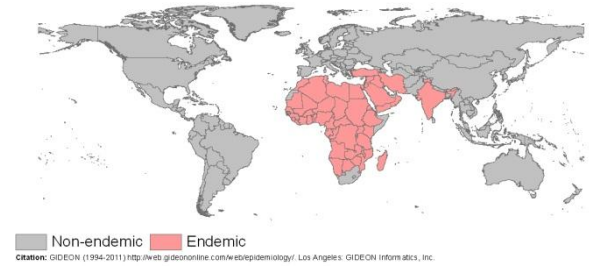 Non-endemic Endemic
Citation: GIDEON (1994-2011) http://web.gideononline.com/web/epidemiology/. Los Angeles: GIDEON Informatics, Inc.